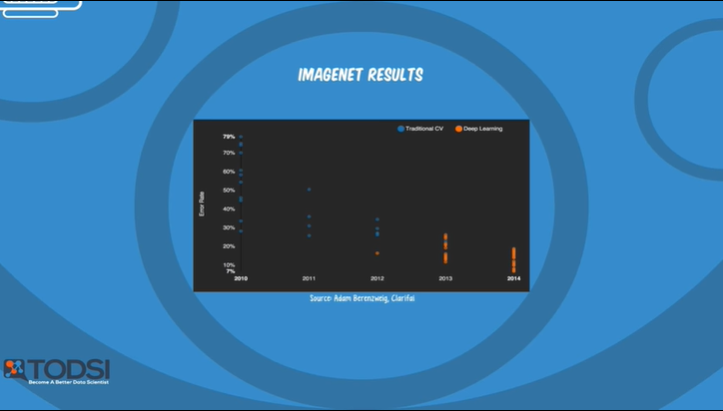 IMAGENET RESULTS
Traditional CV
Deep Learning
79%
70%
60%
50%
40%
30%
20%
10%
7%
Error Rate
2010
2011
2012
2013
2014
Source: Adam Berenzweig, Clarifai
TODSI
Become A Better Data Scientist